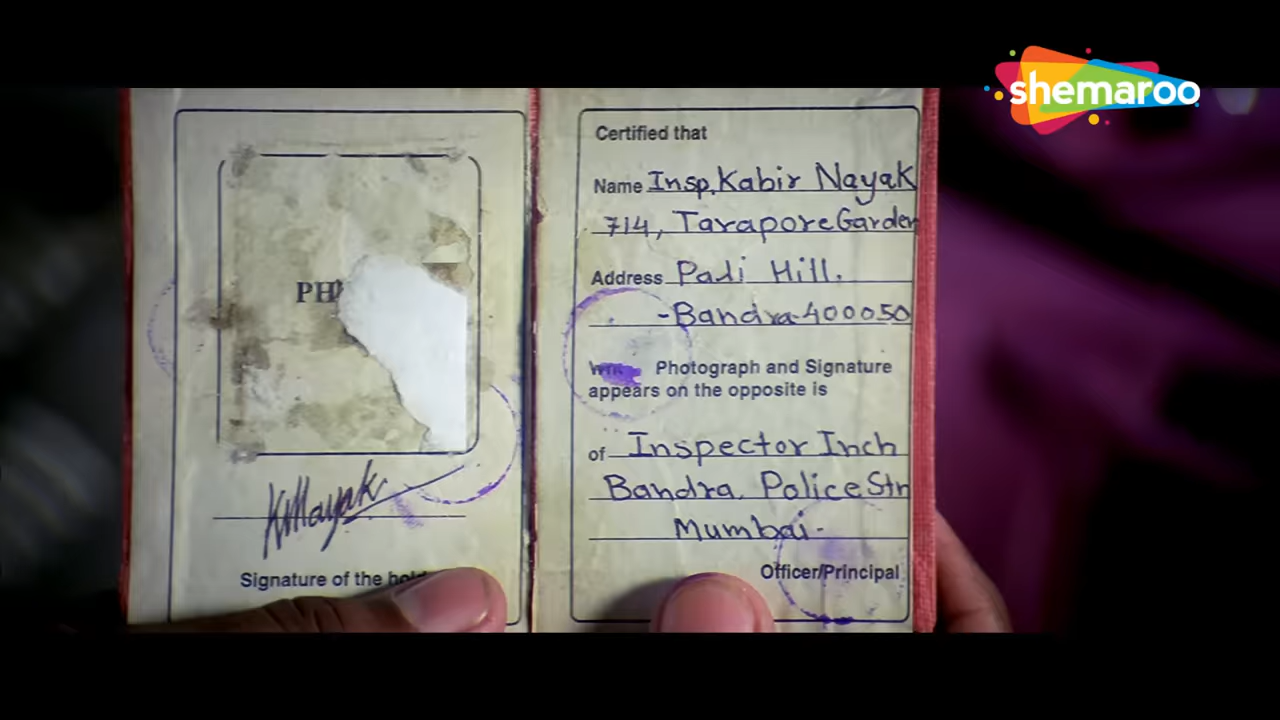 shemaroo
PH
KNayak
Signature of the
Certified that
Name Insp. Kabir Nayak
714, Tarapore Garden
Address Pali Hill.
-Bandra-400050
Photograph and Signature
appears on the opposite is
of Inspector Inch
Bandra Police Stn
Mumbai-
Officer/Principal